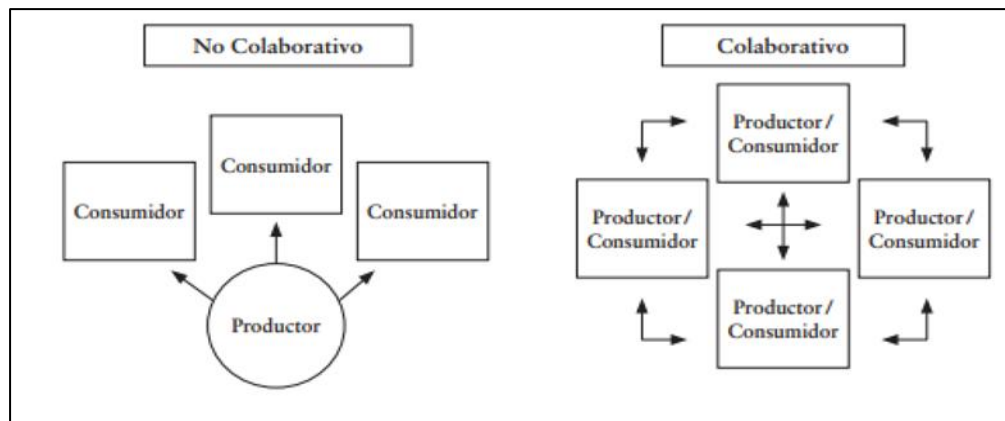 No Colaborativo
Consumidor
Consumidor
Consumidor
Productor
Colaborativo
Productor/
Consumidor
Productor/
Consumidor
Productor/
Consumidor
Productor/
Consumidor